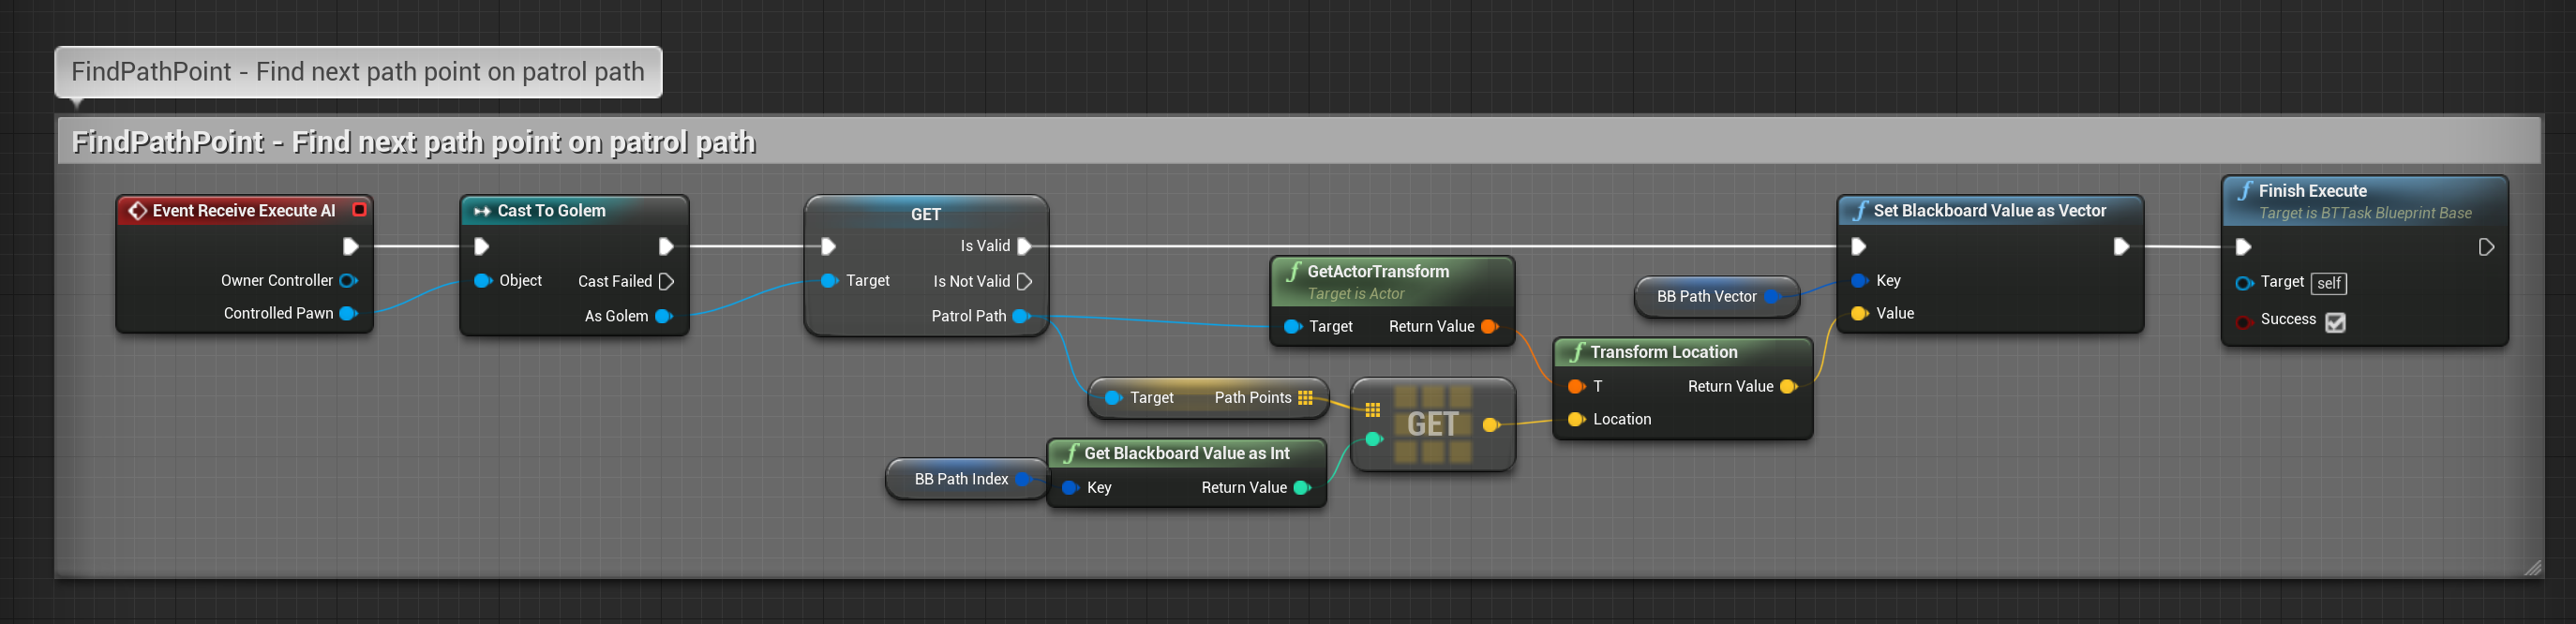 FindPathPoint - Find next path point on patrol path
FindPathPoint - Find next path point on patrol path
Event Receive Execute AI
Owner Controller
Controlled Pawn
Cast To Golem
Object
Cast Failed
As Golem
GET
Is Valid
Target
Is Not Valid
Patrol Path
GetActorTransform
Target is Actor
Target
Return Value
Target
Path Points
BB Path Index
Get Blackboard Value as Int
Key
Return Value
GET
Transform Location
T
Return Value
Location
BB Path Vector
Set Blackboard Value as Vector
Key
Value
Finish Execute
Target is BTTask Blueprint Base
Target self
Success